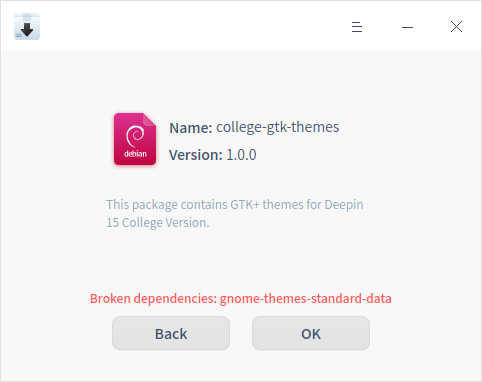 debian
Name: college-gtk-themes
Version: 1.0.0
This package contains GTK+ themes for Deepin
15 College Version.
Broken dependencies: gnome-themes-standard-data
Back
OK